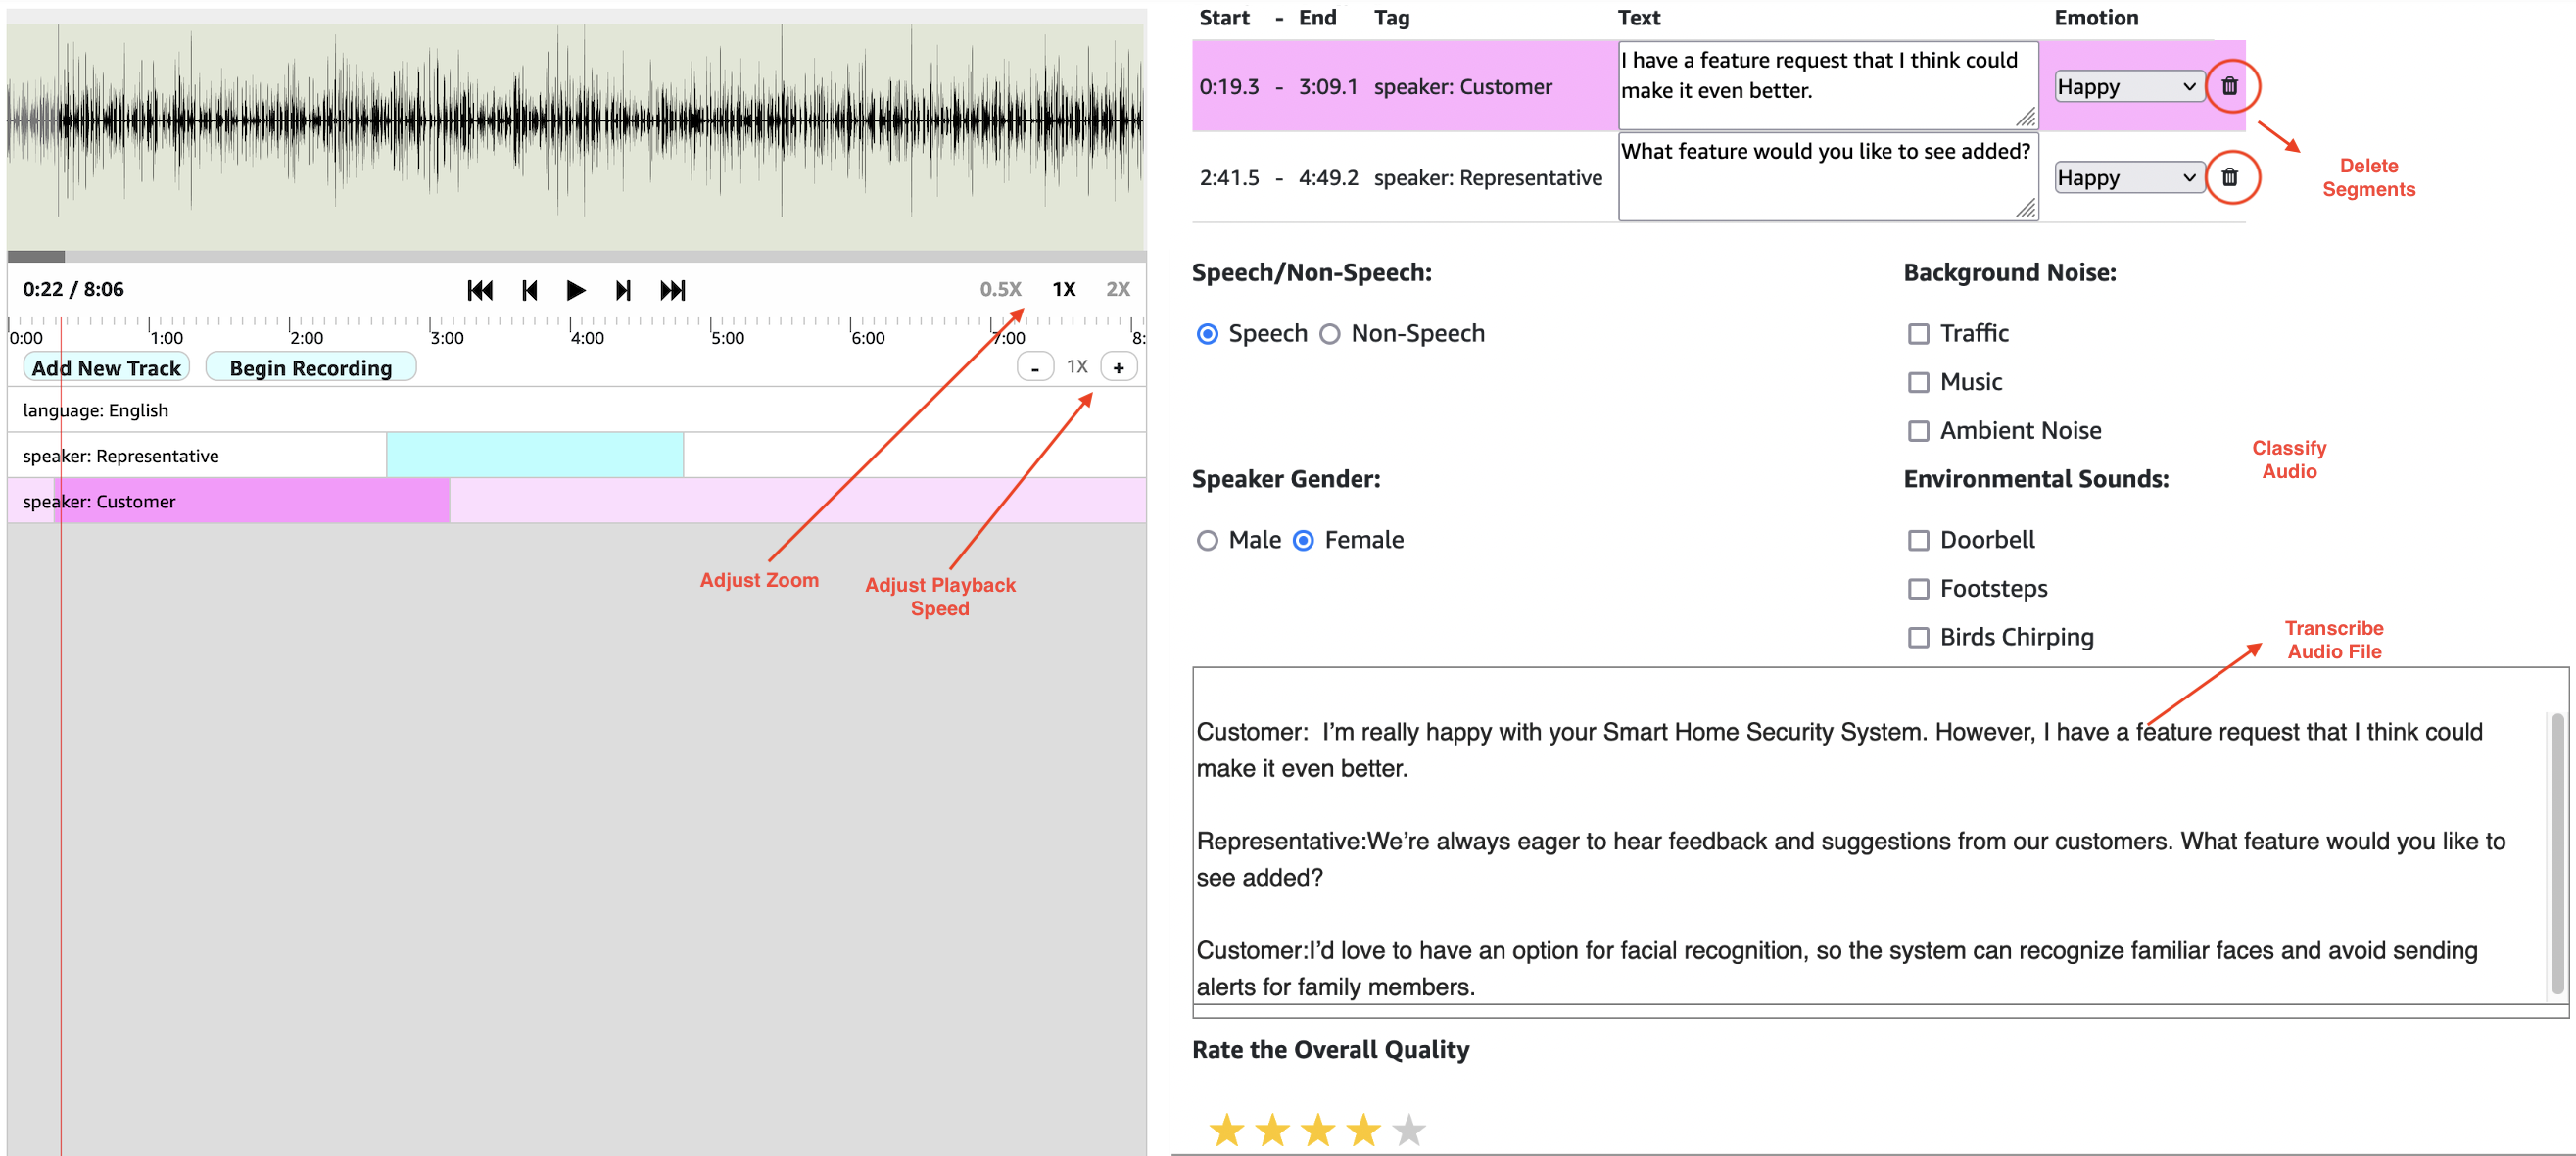 Start - End Tag Text Emotion
0:19.3 - 3:09.1 speaker: Customer
I have a feature request that I think could
make it even better.
Happy
2:41.5 - 4:49.2 speaker: Representative
What feature would you like to see added?
Happy
Delete
Segments
0:22 / 8:06
0.5X 1X 2X
0:00 1:00 2:00 3:00 4:00 5:00 6:00 7:00 8:
Add New Track Begin Recording - 1X +
language: English
speaker: Representative
speaker: Customer
Adjust Zoom
Adjust Playback
Speed
Speech/Non-Speech:
Speech Non-Speech
Background Noise:
Traffic
Music
Ambient Noise
Classify
Audio
Speaker Gender:
Male Female
Environmental Sounds:
Doorbell
Footsteps
Birds Chirping
Transcribe
Audio File
Customer:  I’m really happy with your Smart Home Security System. However, I have a feature request that I think could
make it even better.
Representative:We’re always eager to hear feedback and suggestions from our customers. What feature would you like to
see added?
Customer:I’d love to have an option for facial recognition, so the system can recognize familiar faces and avoid sending
alerts for family members.
Rate the Overall Quality